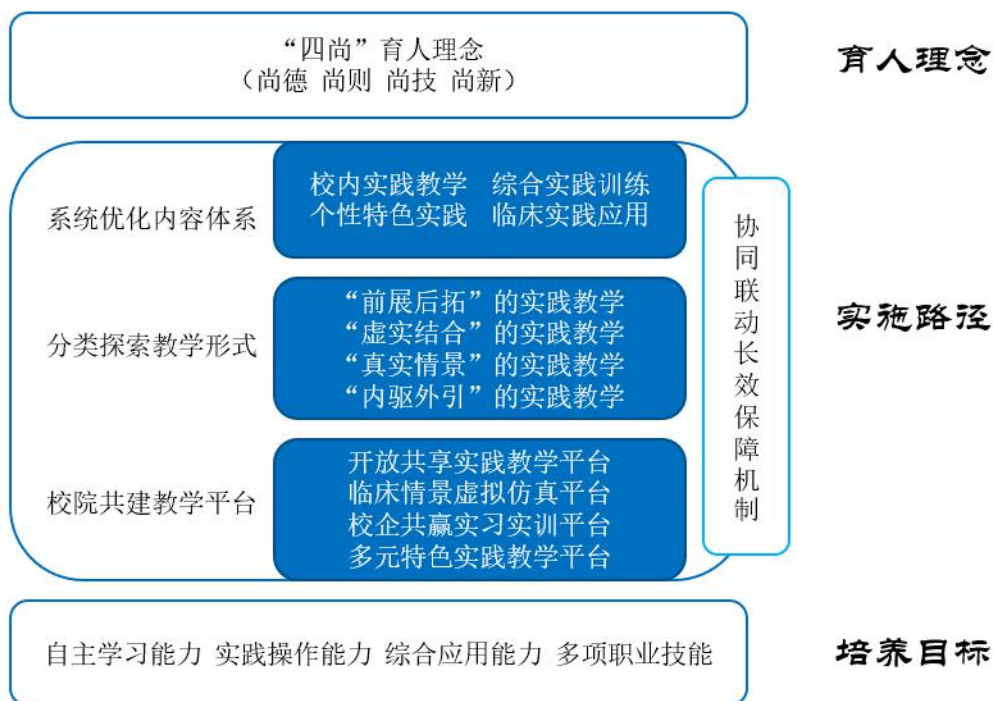 “四尚”育人理念
（尚德 尚则 尚技 尚新）
育人理念
系统优化内容体系
校内实践教学 综合实践训练
个性特色实践 临床实践应用
分类探索教学形式
“前展后拓”的实践教学
“虚实结合”的实践教学
“真实情景”的实践教学
“内驱外引”的实践教学
校院共建教学平台
开放共享实践教学平台
临床情景虚拟仿真平台
校企共赢实习实训平台
多元特色实践教学平台
协同联动长效保障机制
实施路径
自主学习能力 实践操作能力 综合应用能力 多项职业技能
培养目标